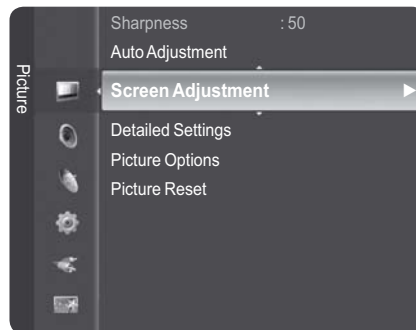 Picture
Sharpness : 50
Auto Adjustment
Screen Adjustment
Detailed Settings
Picture Options
Picture Reset